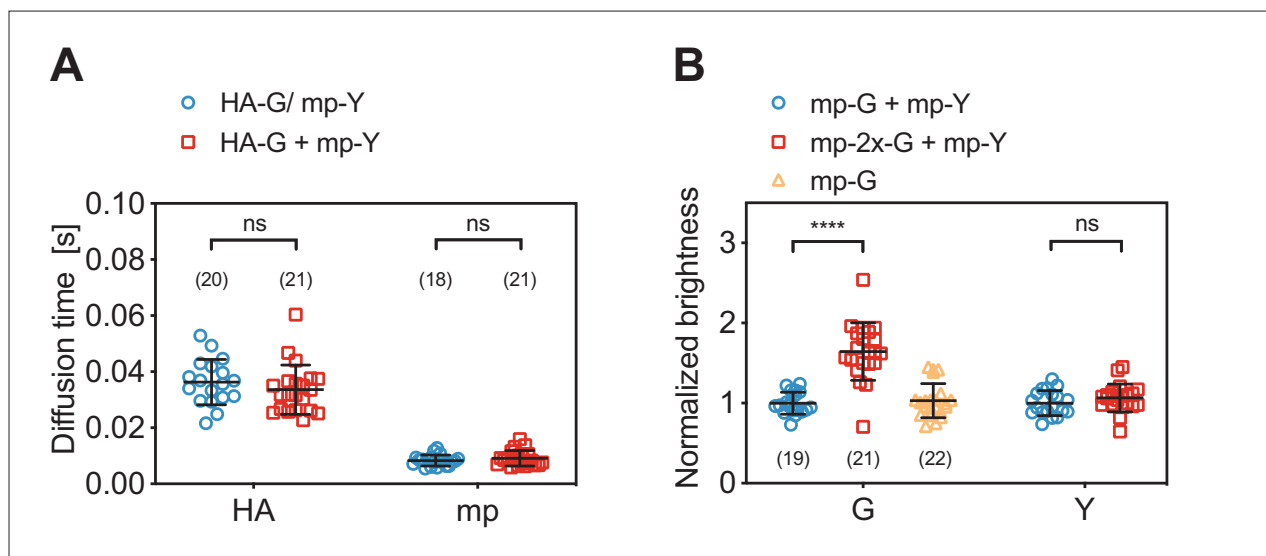 A
HA-G/ mp-Y
HA-G + mp-Y
Diffusion time [s]
0.10
0.08
0.06
0.04
0.02
0.00
ns
ns
(20)
(21)
(18)
(21)
HA
mp
B
mp-G + mp-Y
mp-2x-G + mp-Y
mp-G
Normalized brightness
3
2
1
0
****
ns
(19)
(21)
(22)
G
Y